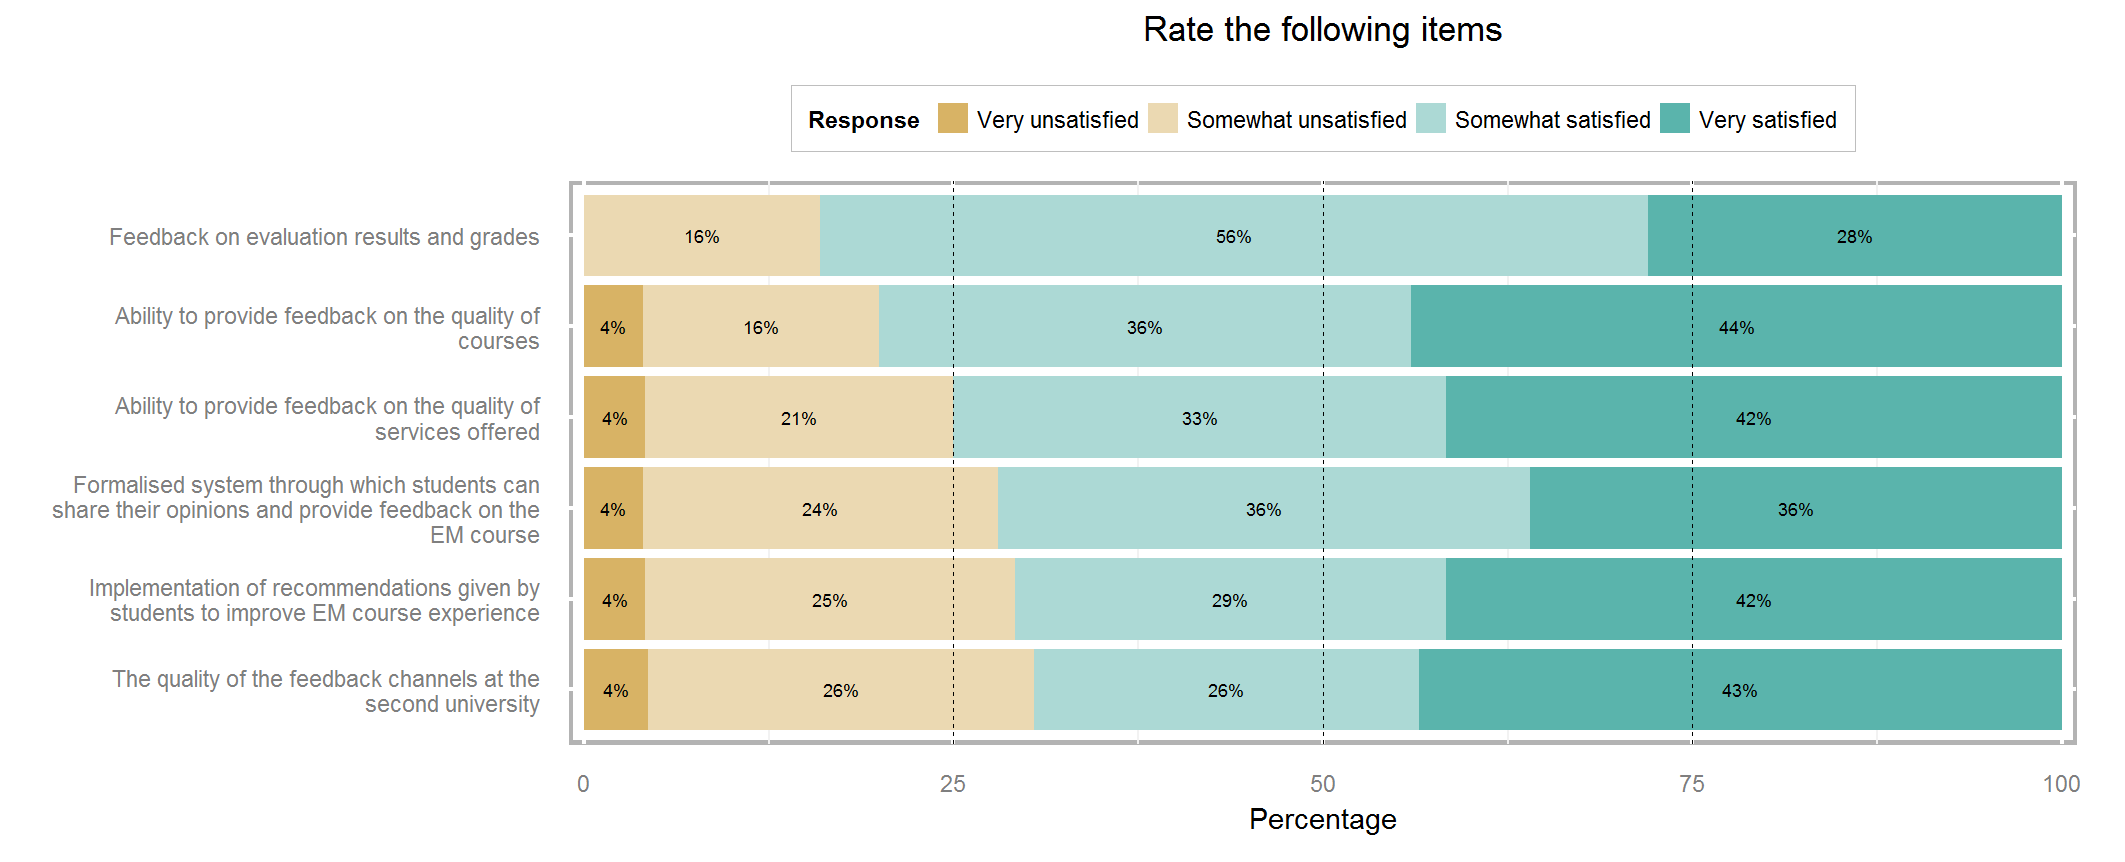 Rate the following items
Response Very unsatisfied Somewhat unsatisfied Somewhat satisfied Very satisfied
Feedback on evaluation results and grades
16% 56% 28%
Ability to provide feedback on the quality of
courses
4% 16% 36% 44%
Ability to provide feedback on the quality of
services offered
4% 21% 33% 42%
Formalised system through which students can
share their opinions and provide feedback on the
EM course
4% 24% 36% 36%
Implementation of recommendations given by
students to improve EM course experience
4% 25% 29% 42%
The quality of the feedback channels at the
second university
4% 26% 26% 43%
0 25 50 75 100
Percentage